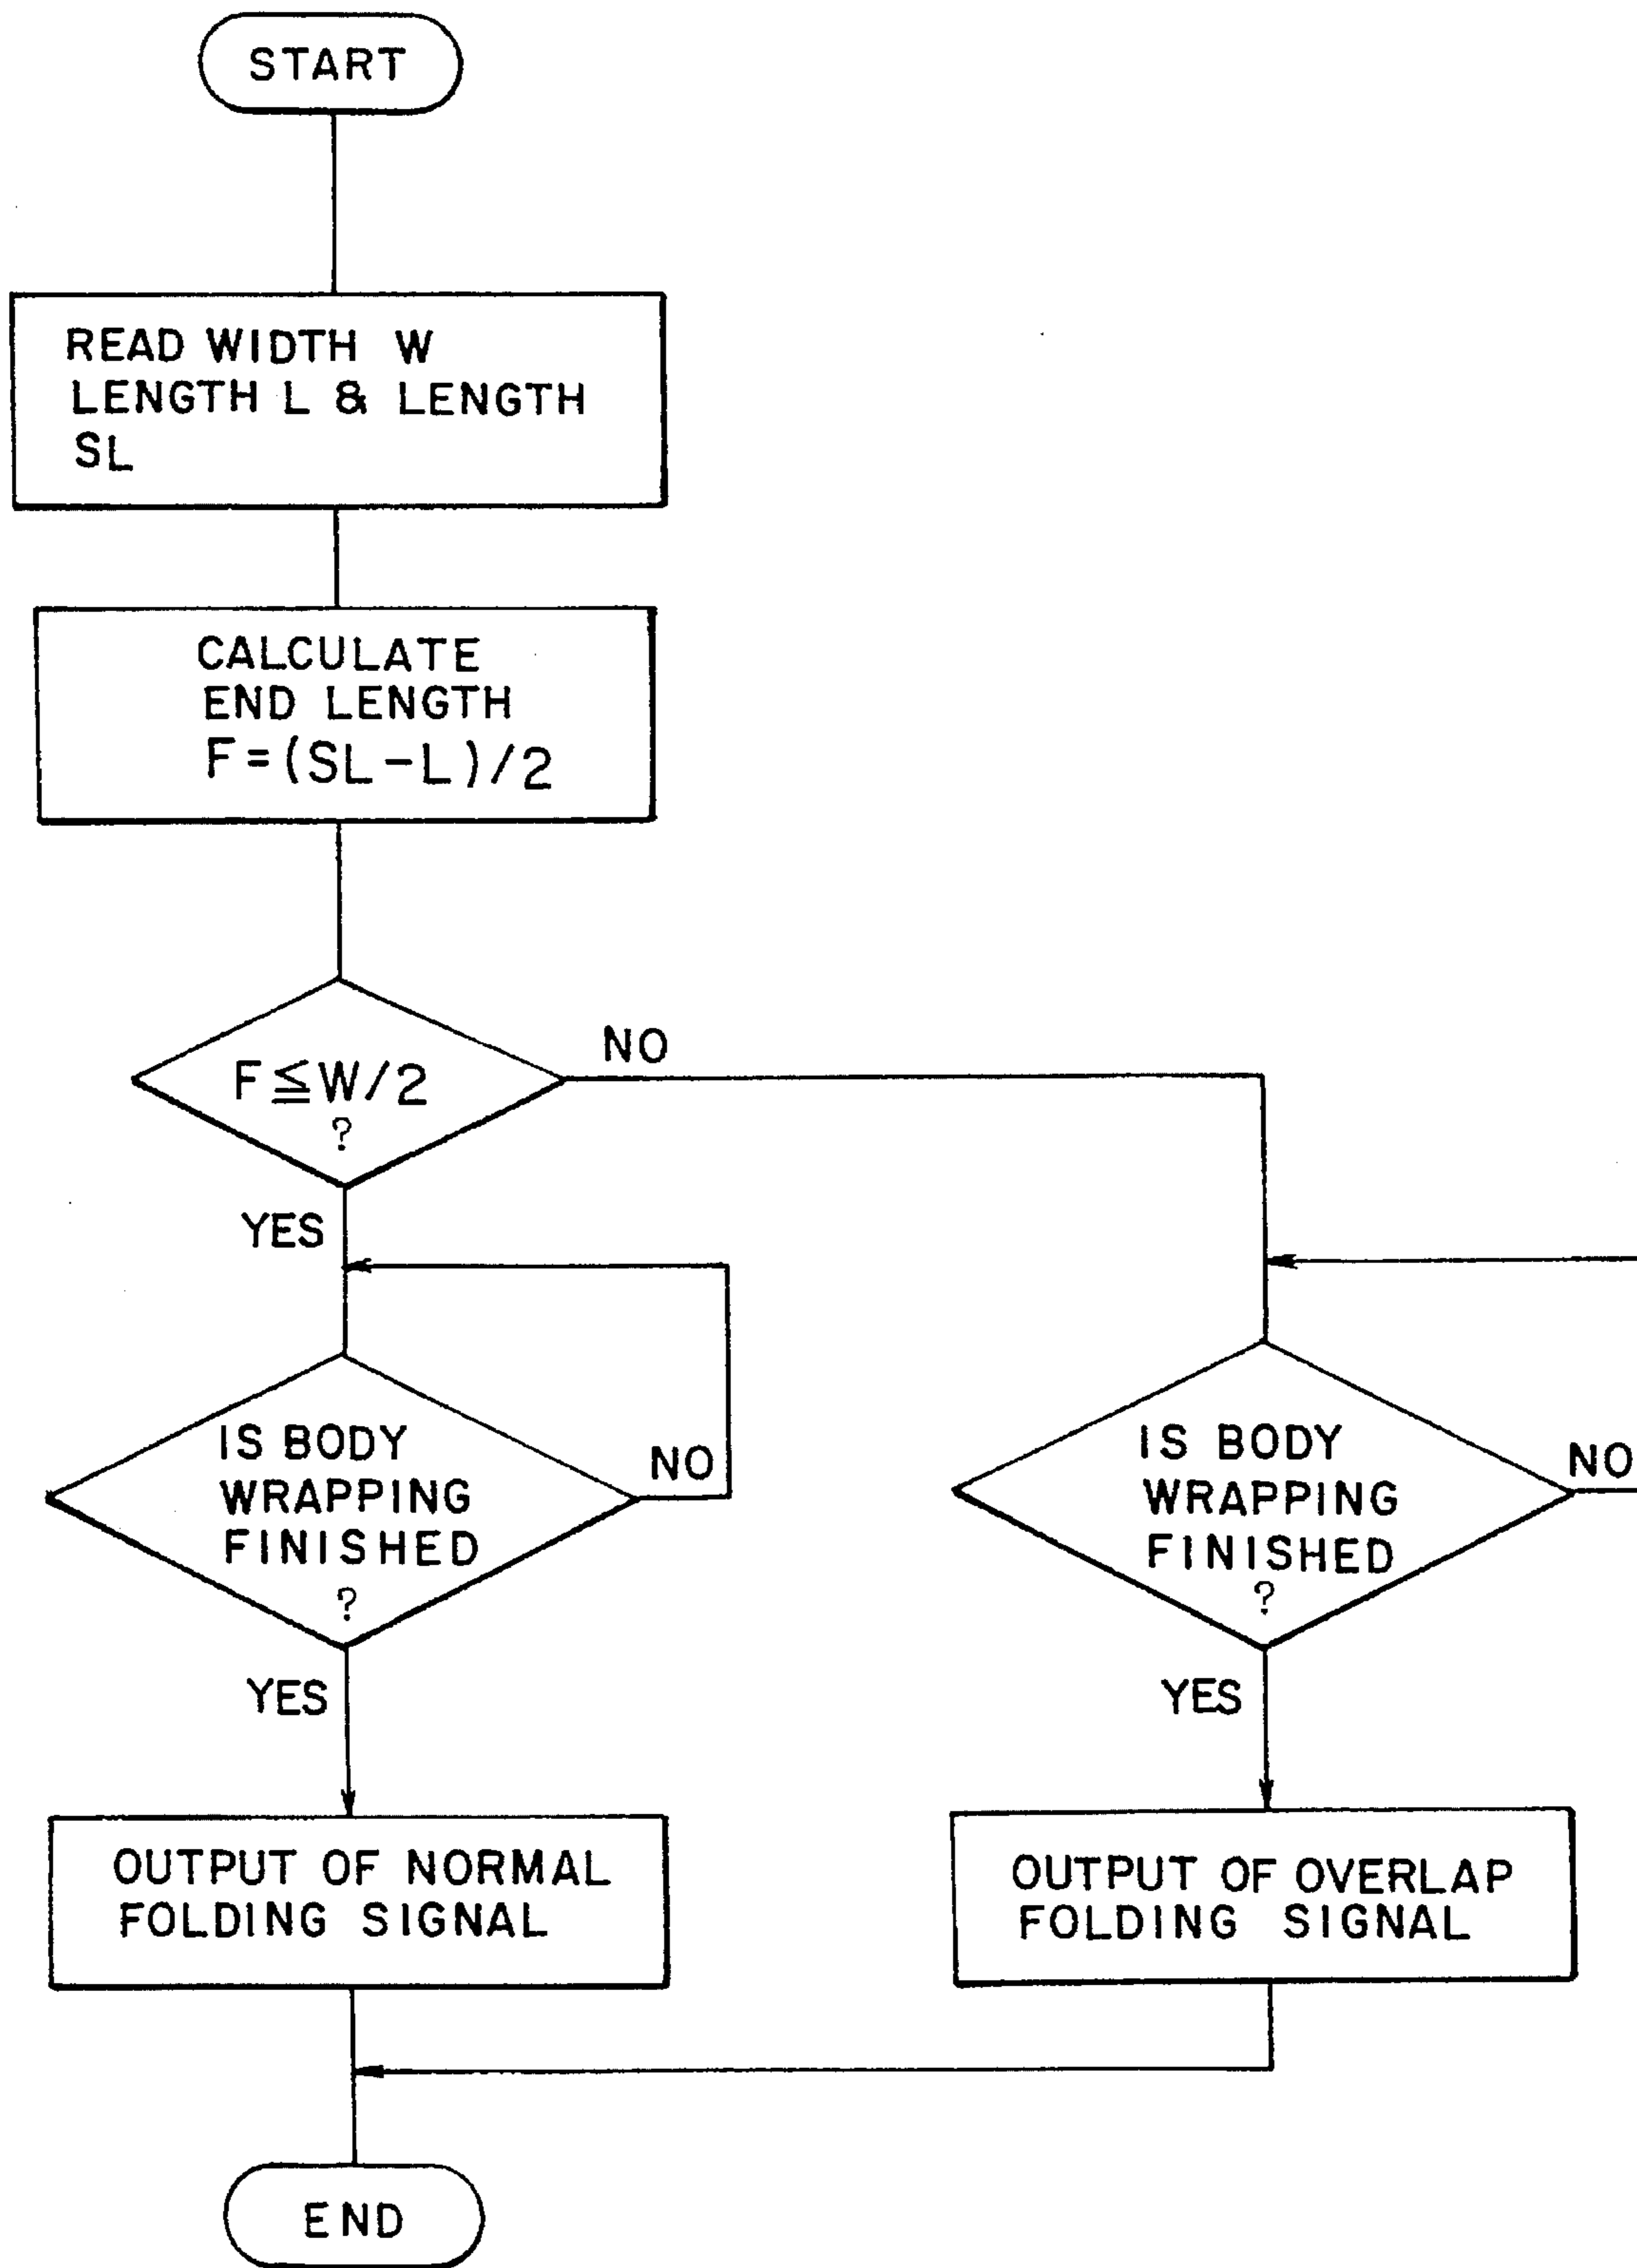 START
READ WIDTH W
LENGTH L & LENGTH
SL
CALCULATE
END LENGTH
F=(SL-L)/2
F≦W/2
?
NO
YES
IS BODY
WRAPPING
FINISHED
?
NO
YES
IS BODY
WRAPPING
FINISHED
?
NO
YES
OUTPUT OF NORMAL
FOLDING SIGNAL
OUTPUT OF OVERLAP
FOLDING SIGNAL
END